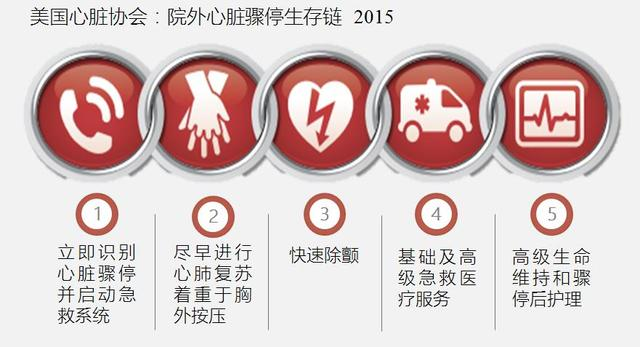 美国心脏协会：院外心脏骤停生存链 2015
1
立即识别
心脏骤停
并启动急
救系统
2
尽早进行
心肺复苏
着重于胸
外按压
3
快速除颤
4
基础及高
级急救医
疗服务
5
高级生命
维持和骤
停后护理